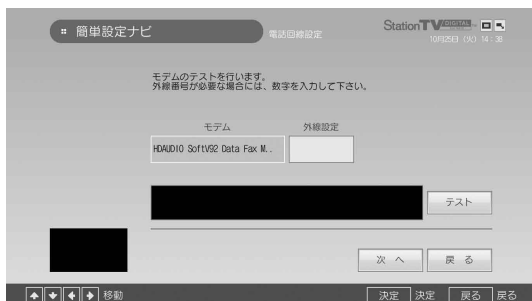 簡単設定ナビ
電話回線設定
StationTV DIGITAL
10月25日 (火) 14:38
モデムのテストを行います。
外線番号が必要な場合には、数字を入力して下さい。
モデム
外線設定
HDAUDIO SoftV92 Data Fax M..
テスト
次 へ
戻 る
移動
決定 決定
戻る 戻る